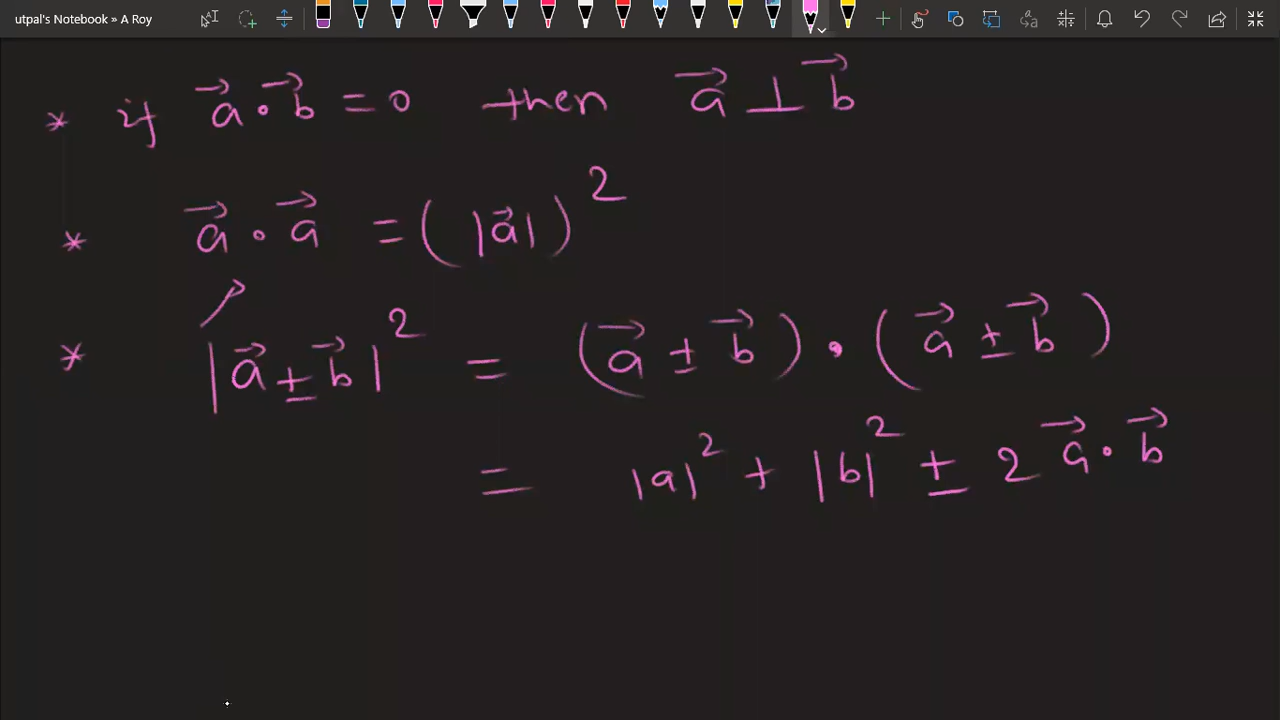 utpal's Notebook » A Roy
* if a⃗ · b⃗ = 0 then a⃗ ⊥ b⃗
* a⃗ · a⃗ = (|a⃗|)²
* |a⃗ ± b⃗|² = (a⃗ ± b⃗) · (a⃗ ± b⃗)
= |a|² + |b|² ± 2 a⃗ · b⃗